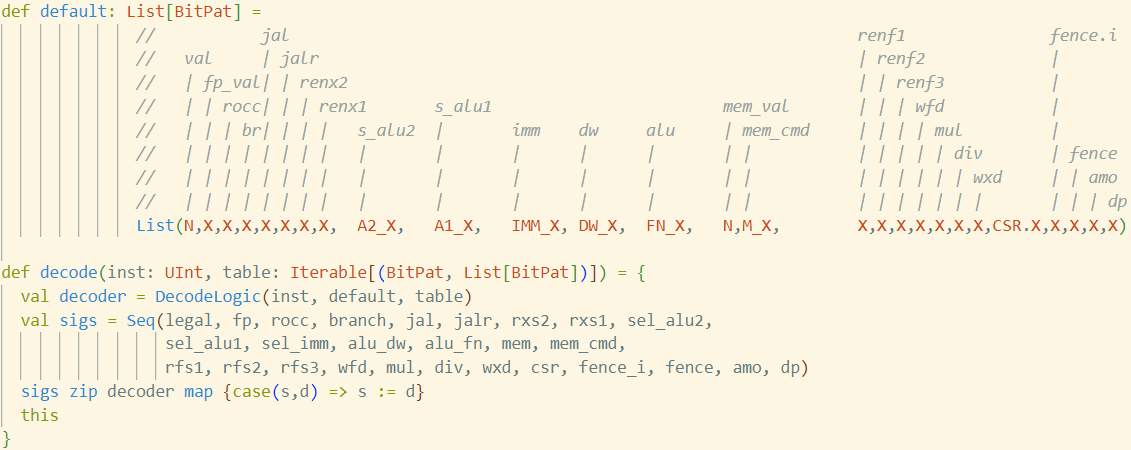 def default: List[BitPat] =
//           jal                                                             renf1               fence.i
//   val     | jalr                                                          | renf2             |
//   | fp_val| | renx2                                                       | | renf3           |
//   | | rocc| | | renx1       s_alu1                        mem_val         | | | wfd           |
//   | | | br| | | |   s_alu2  |       imm    dw     alu     | mem_cmd       | | | | mul         |
//   | | | | | | | |   |       |       |      |      |       | |             | | | | | div       | fence
//   | | | | | | | |   |       |       |      |      |       | |             | | | | | | wxd     | | amo
//   | | | | | | | |   |       |       |      |      |       | |             | | | | | | |       | | | dp
List(N,X,X,X,X,X,X,X,  A2_X,   A1_X,   IMM_X, DW_X,  FN_X,   N,M_X,        X,X,X,X,X,X,X,CSR.X,X,X,X,X)
def decode(inst: UInt, table: Iterable[(BitPat, List[BitPat])]) = {
val decoder = DecodeLogic(inst, default, table)
val sigs = Seq(legal, fp, rocc, branch, jal, jalr, rxs2, rxs1, sel_alu2,
sel_alu1, sel_imm, alu_dw, alu_fn, mem, mem_cmd,
rfs1, rfs2, rfs3, wfd, mul, div, wxd, csr, fence_i, fence, amo, dp)
sigs zip decoder map {case(s,d) => s := d}
this
}